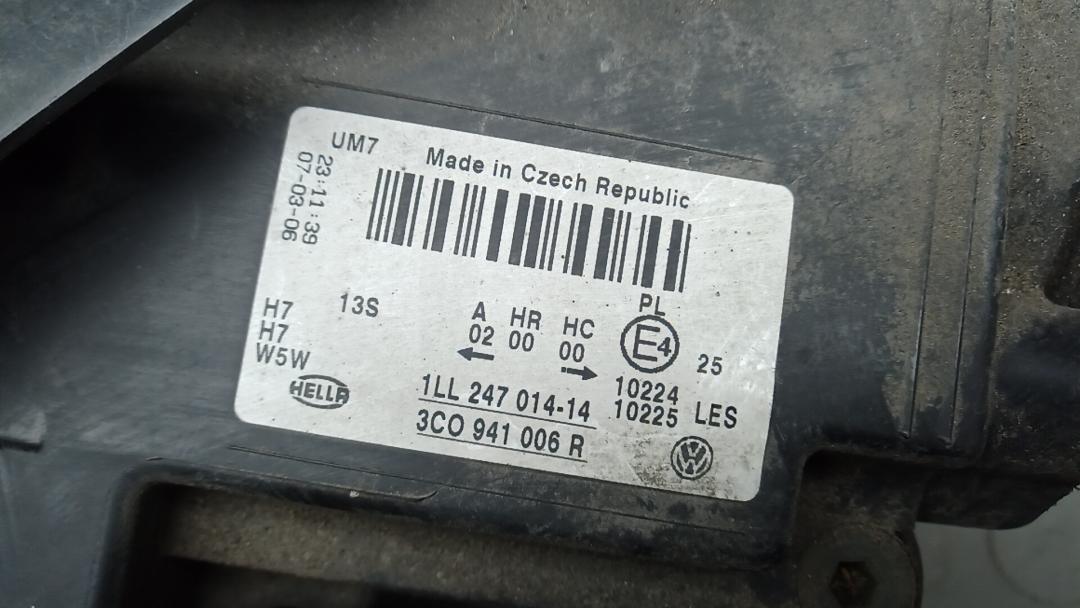 UM7
Made in Czech Republic
23:11:39
07-03-06
H7
H7
W5W
13S
A
02
HR
00
HC
00
PL
E4
25
10224
10225 LES
HELLA
1LL 247 014-14
3C0 941 006 R
VW